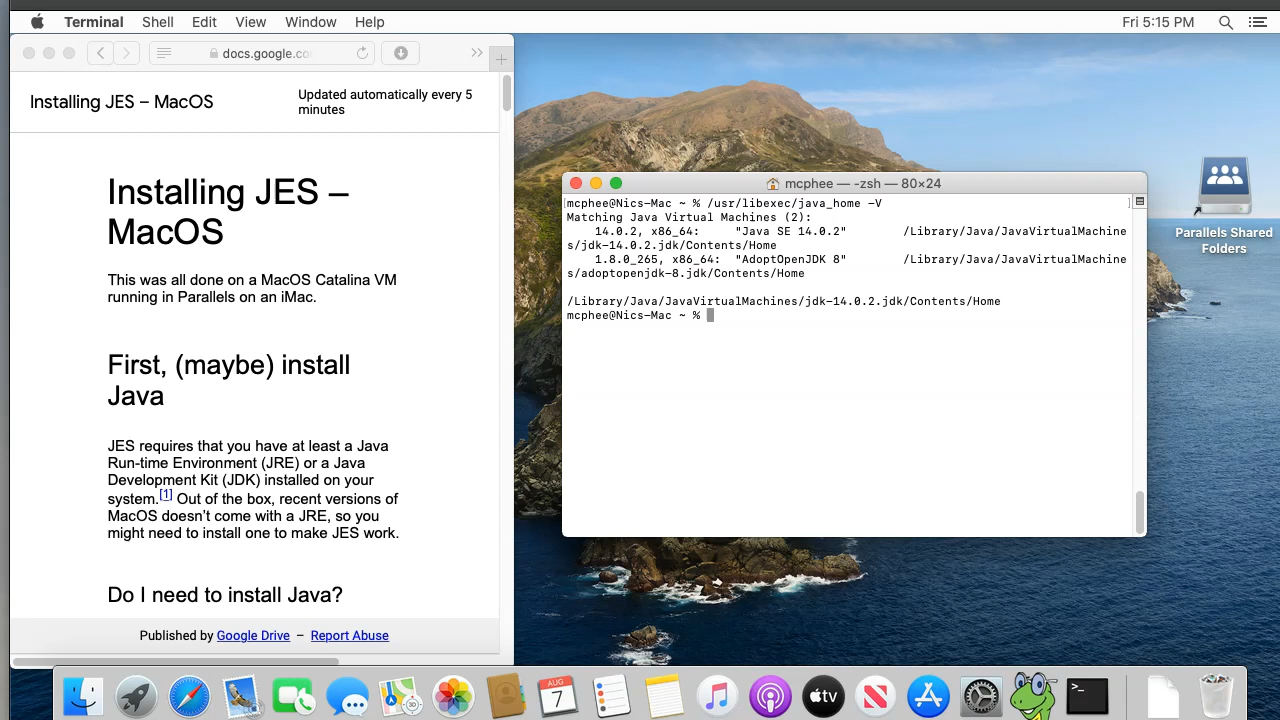 Terminal Shell Edit View Window Help Fri 5:15 PM
docs.google.co
Installing JES – MacOS
Updated automatically every 5
minutes
Installing JES –
MacOS
This was all done on a MacOS Catalina VM
running in Parallels on an iMac.
First, (maybe) install
Java
JES requires that you have at least a Java
Run-time Environment (JRE) or a Java
Development Kit (JDK) installed on your
system.[1] Out of the box, recent versions of
MacOS doesn't come with a JRE, so you
might need to install one to make JES work.
Do I need to install Java?
Published by Google Drive – Report Abuse
mcphee — -zsh — 80×24
[mcphee@Nics-Mac ~ % /usr/libexec/java_home -V ]
Matching Java Virtual Machines (2):
14.0.2, x86_64: "Java SE 14.0.2" /Library/Java/JavaVirtualMachine
s/jdk-14.0.2.jdk/Contents/Home
1.8.0_265, x86_64: "AdoptOpenJDK 8" /Library/Java/JavaVirtualMachine
s/adoptopenjdk-8.jdk/Contents/Home
/Library/Java/JavaVirtualMachines/jdk-14.0.2.jdk/Contents/Home
mcphee@Nics-Mac ~ %
Parallels Shared
Folders
AUG
7
3D
tv
>_